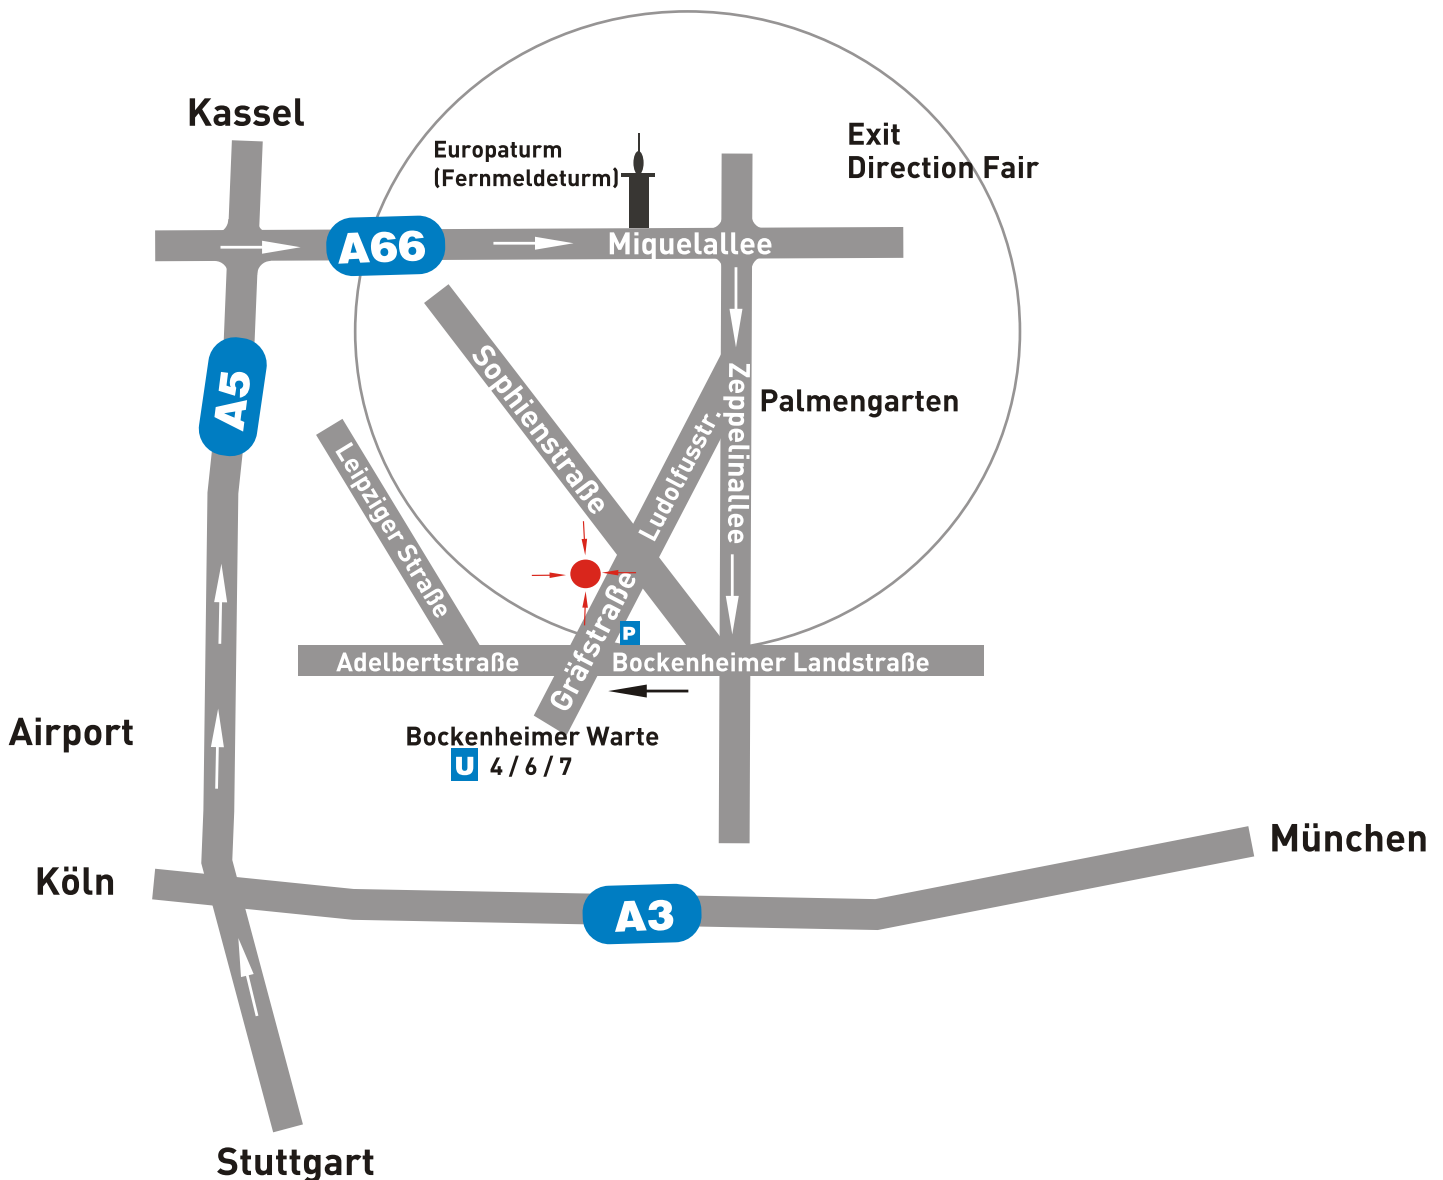 Kassel
Exit
Direction Fair
Europaturm
(Fernmeldeturm)
A66
Miquelallee
A5
Sophienstraße
Zeppelinallee
Palmengarten
Ludolfusstr.
Leipziger Straße
Gräfstraße
P
Adelbertstraße
Bockenheimer Landstraße
Airport
Bockenheimer Warte
U 4 / 6 / 7
München
Köln
A3
Stuttgart